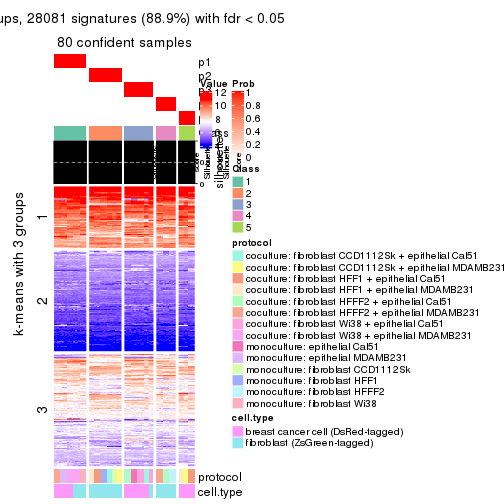 ups, 28081 signatures (88.9%) with fdr < 0.05
80 confident samples
p1
p2
Value
12
10
8
6
Prob
1
0.8
0.6
0.4
0.2
0
Silhouette
score
0
Class
1
2
3
4
5
k-means with 3 groups
1
2
3
protocol
coculture: fibroblast CCD1112Sk + epithelial Cal51
coculture: fibroblast CCD1112Sk + epithelial MDAMB231
coculture: fibroblast HFF1 + epithelial Cal51
coculture: fibroblast HFF1 + epithelial MDAMB231
coculture: fibroblast HFFF2 + epithelial Cal51
coculture: fibroblast HFFF2 + epithelial MDAMB231
coculture: fibroblast Wi38 + epithelial Cal51
coculture: fibroblast Wi38 + epithelial MDAMB231
monoculture: epithelial Cal51
monoculture: epithelial MDAMB231
monoculture: fibroblast CCD1112Sk
monoculture: fibroblast HFF1
monoculture: fibroblast HFFF2
monoculture: fibroblast Wi38
cell.type
breast cancer cell (DsRed-tagged)
fibroblast (ZsGreen-tagged)
protocol
cell.type